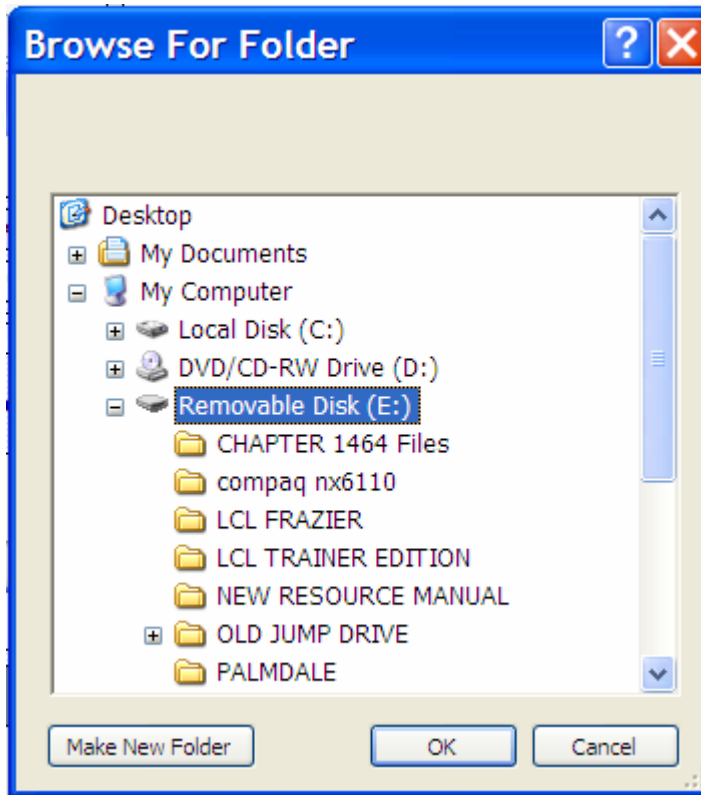 Browse For Folder
Desktop
My Documents
My Computer
Local Disk (C:)
DVD/CD-RW Drive (D:)
Removable Disk (E:)
CHAPTER 1464 Files
compaq nx6110
LCL FRAZIER
LCL TRAINER EDITION
NEW RESOURCE MANUAL
OLD JUMP DRIVE
PALMDALE
Make New Folder OK Cancel